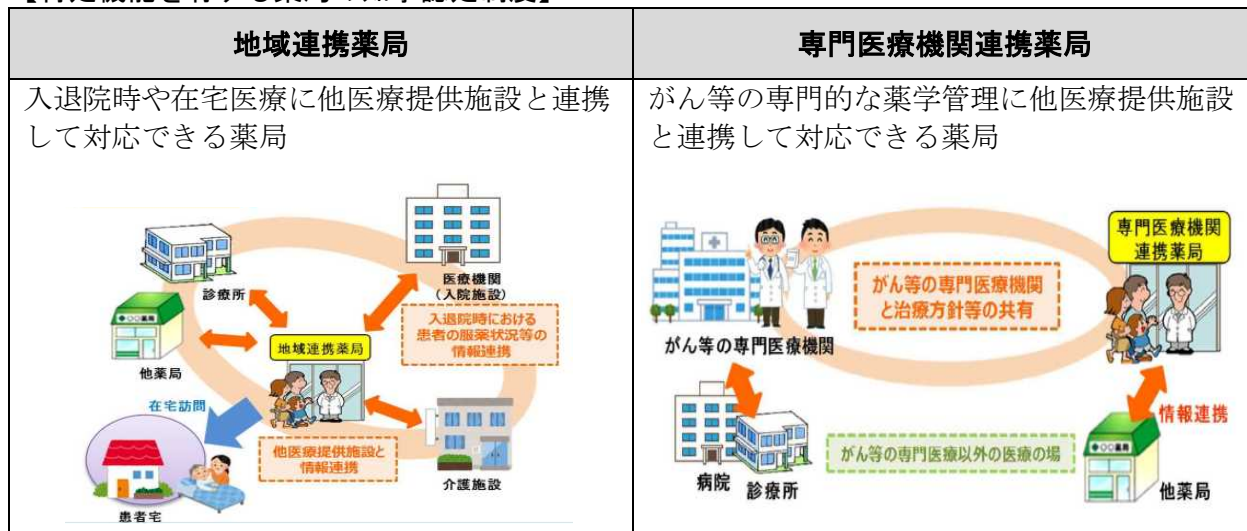 地域連携薬局
入退院時や在宅医療に他医療提供施設と連携
して対応できる薬局
診療所
医療機関
(入院施設)
入退院時における
患者の服薬状況等の
情報連携
○○薬局
地域連携薬局
他薬局
在宅訪問
他医療提供施設と
情報連携
介護施設
患者宅
専門医療機関連携薬局
がん等の専門的な薬学管理に他医療提供施設
と連携して対応できる薬局
専門医療機関
連携薬局
がん等の専門医療機関
と治療方針等の共有
がん等の専門医療機関
情報連携
○○薬局
がん等の専門医療以外の医療の場
病院
診療所
他薬局